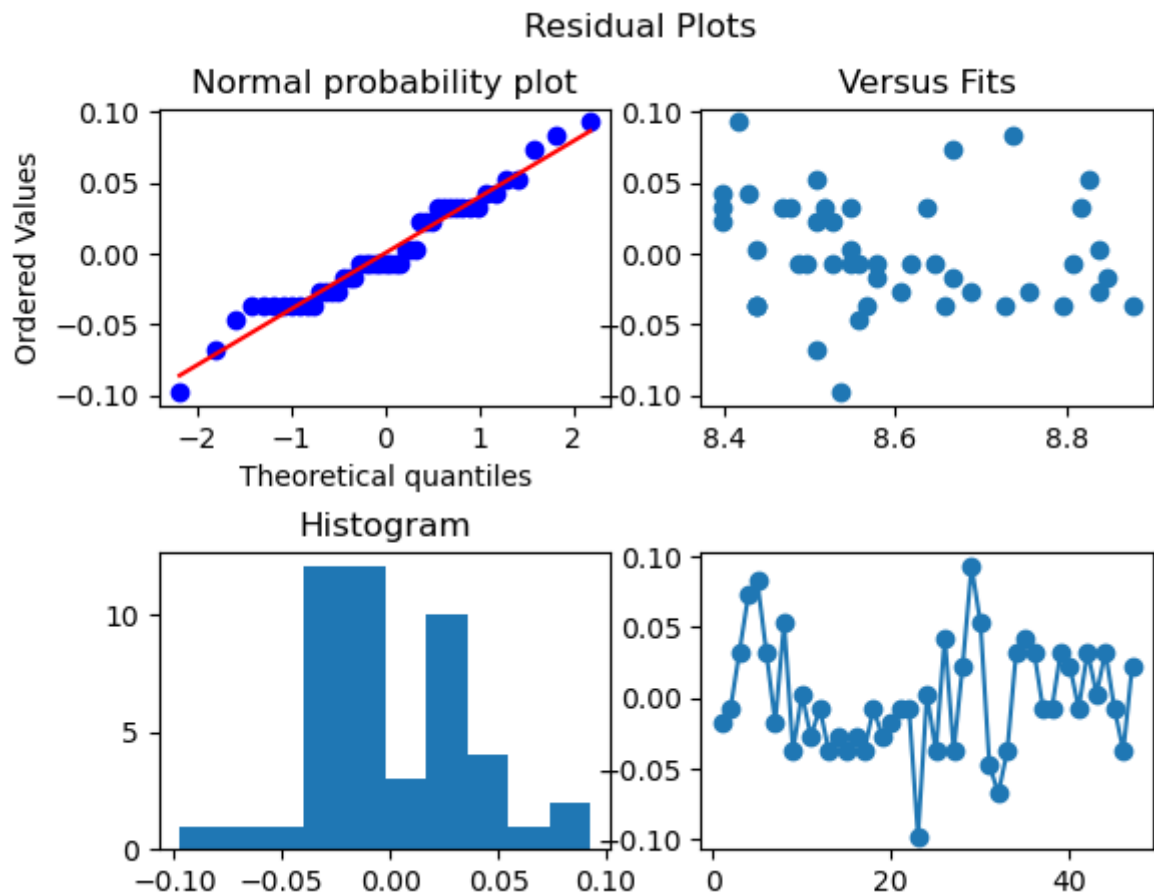 Residual Plots
Normal probability plot
Versus Fits
0.10
0.05
0.00
−0.05
−0.10
Ordered Values
−2 −1 0 1 2
Theoretical quantiles
0.10
0.05
0.00
−0.05
−0.10
8.4 8.6 8.8
Histogram
10
5
0
−0.10 −0.05 0.00 0.05 0.10
0.10
0.05
0.00
−0.05
−0.10
0 20 40